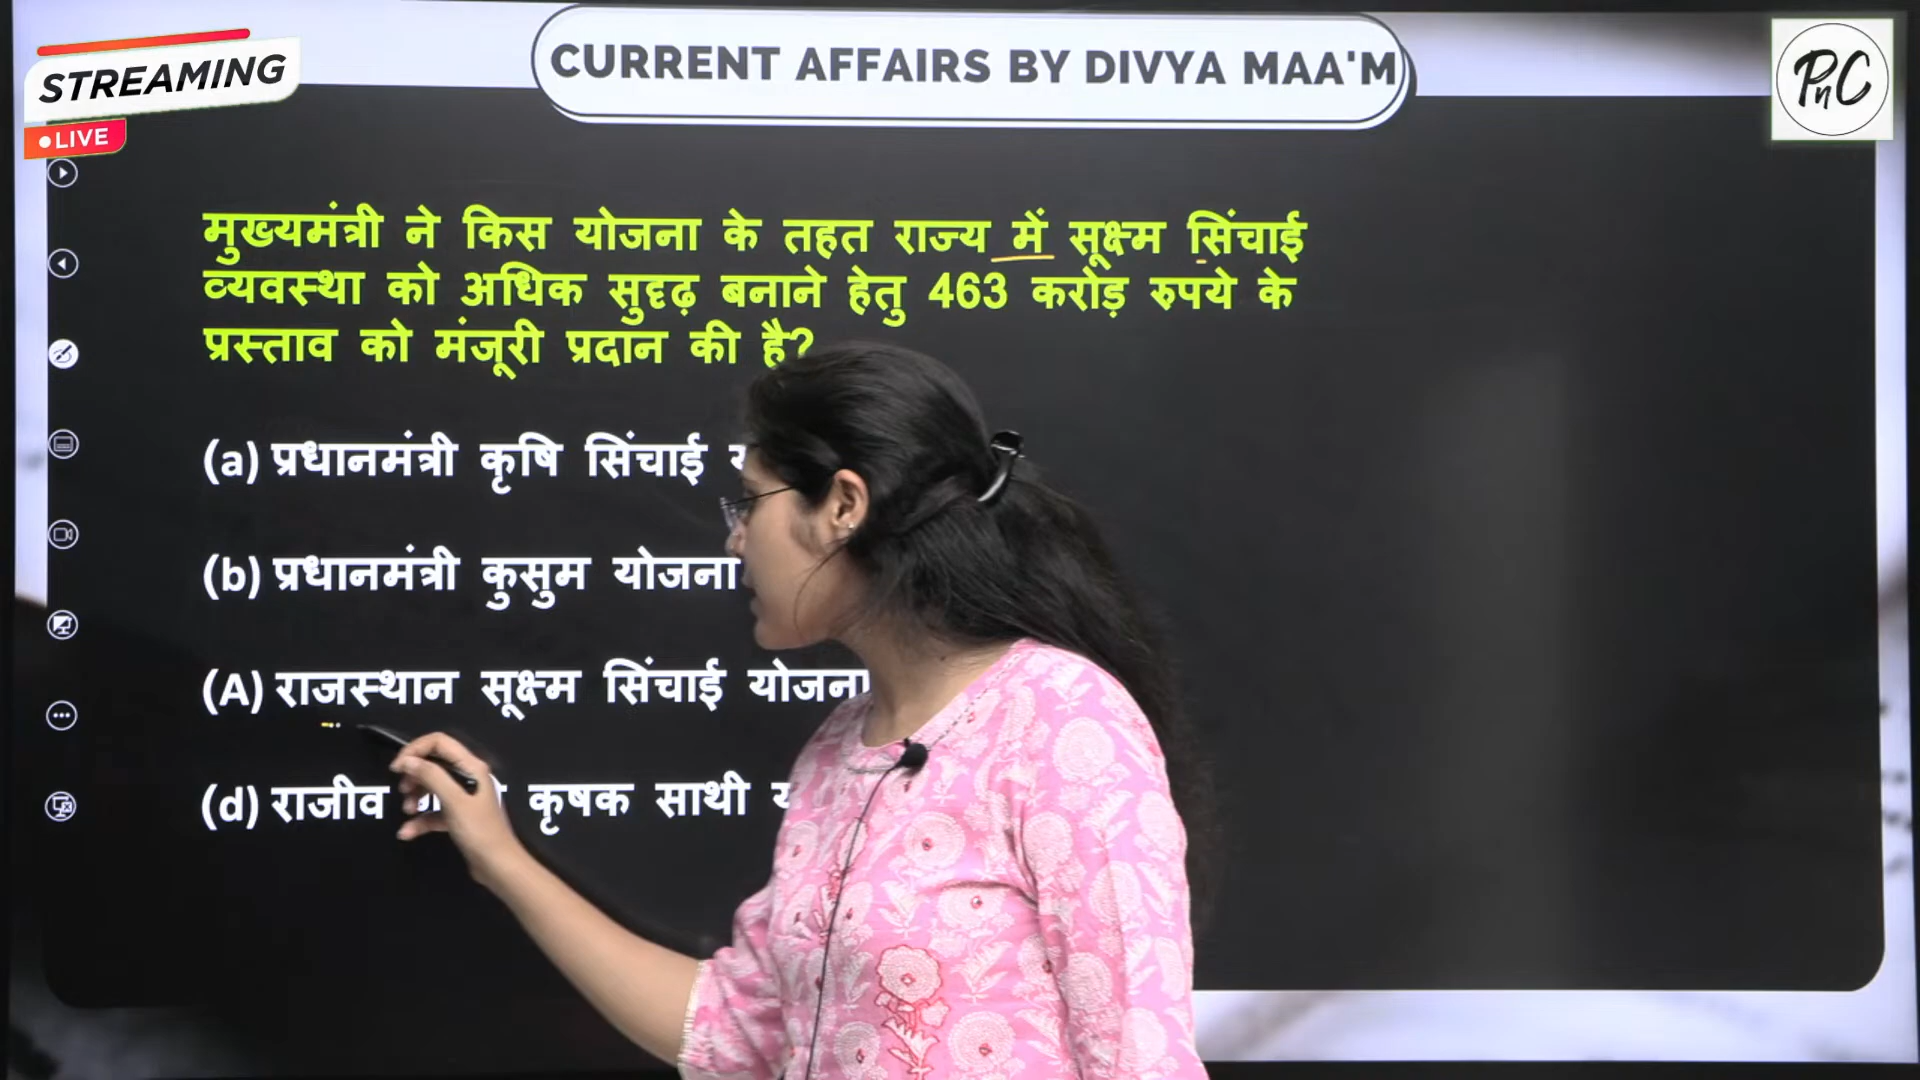 STREAMING
LIVE
CURRENT AFFAIRS BY DIVYA MAA'M
PnC
मुख्यमंत्री ने किस योजना के तहत राज्य में सूक्ष्म सिंचाई
व्यवस्था को अधिक सुदृढ़ बनाने हेतु 463 करोड़ रुपये के
प्रस्ताव को मंजूरी प्रदान की है?
(a) प्रधानमंत्री कृषि सिंचाई
(b) प्रधानमंत्री कुसुम योजना
(A) राजस्थान सूक्ष्म सिंचाई योजना
(d) राजीव कृषक साथी